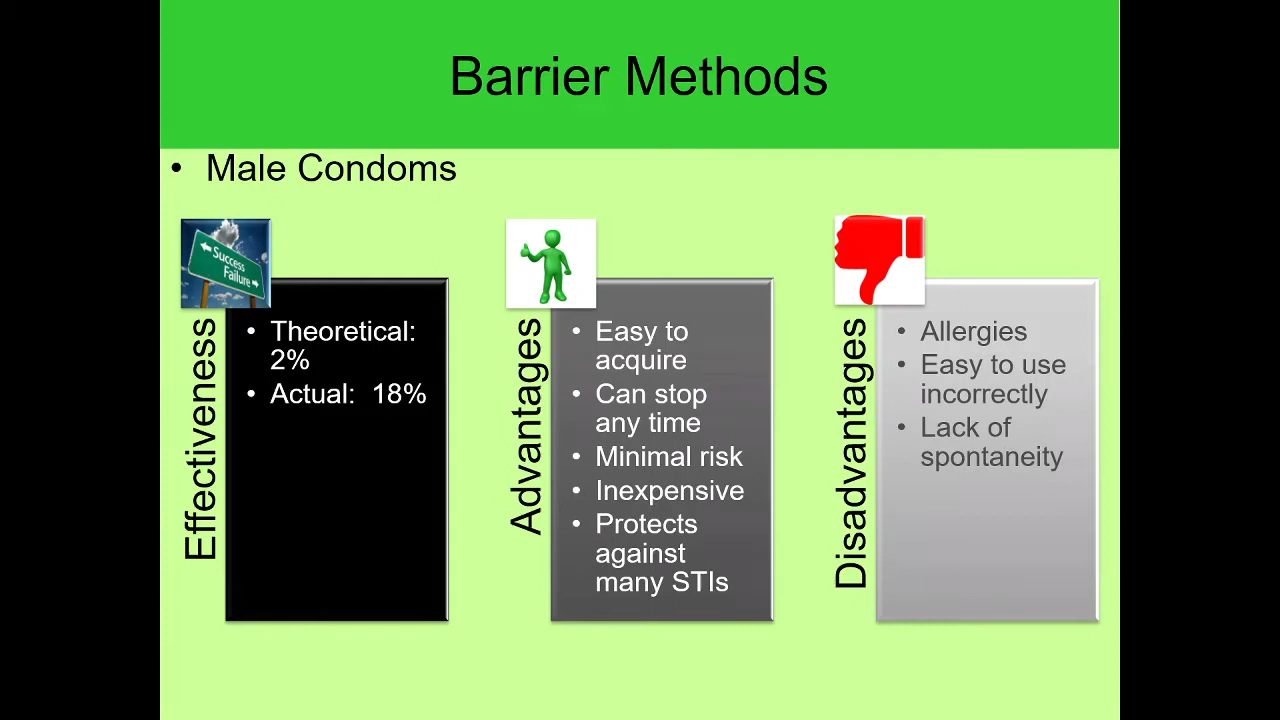 Barrier Methods
• Male Condoms
Success
Failure
Effectiveness
• Theoretical:
2%
• Actual: 18%
Advantages
• Easy to
acquire
• Can stop
any time
• Minimal risk
• Inexpensive
• Protects
against
many STIs
Disadvantages
• Allergies
• Easy to use
incorrectly
• Lack of
spontaneity